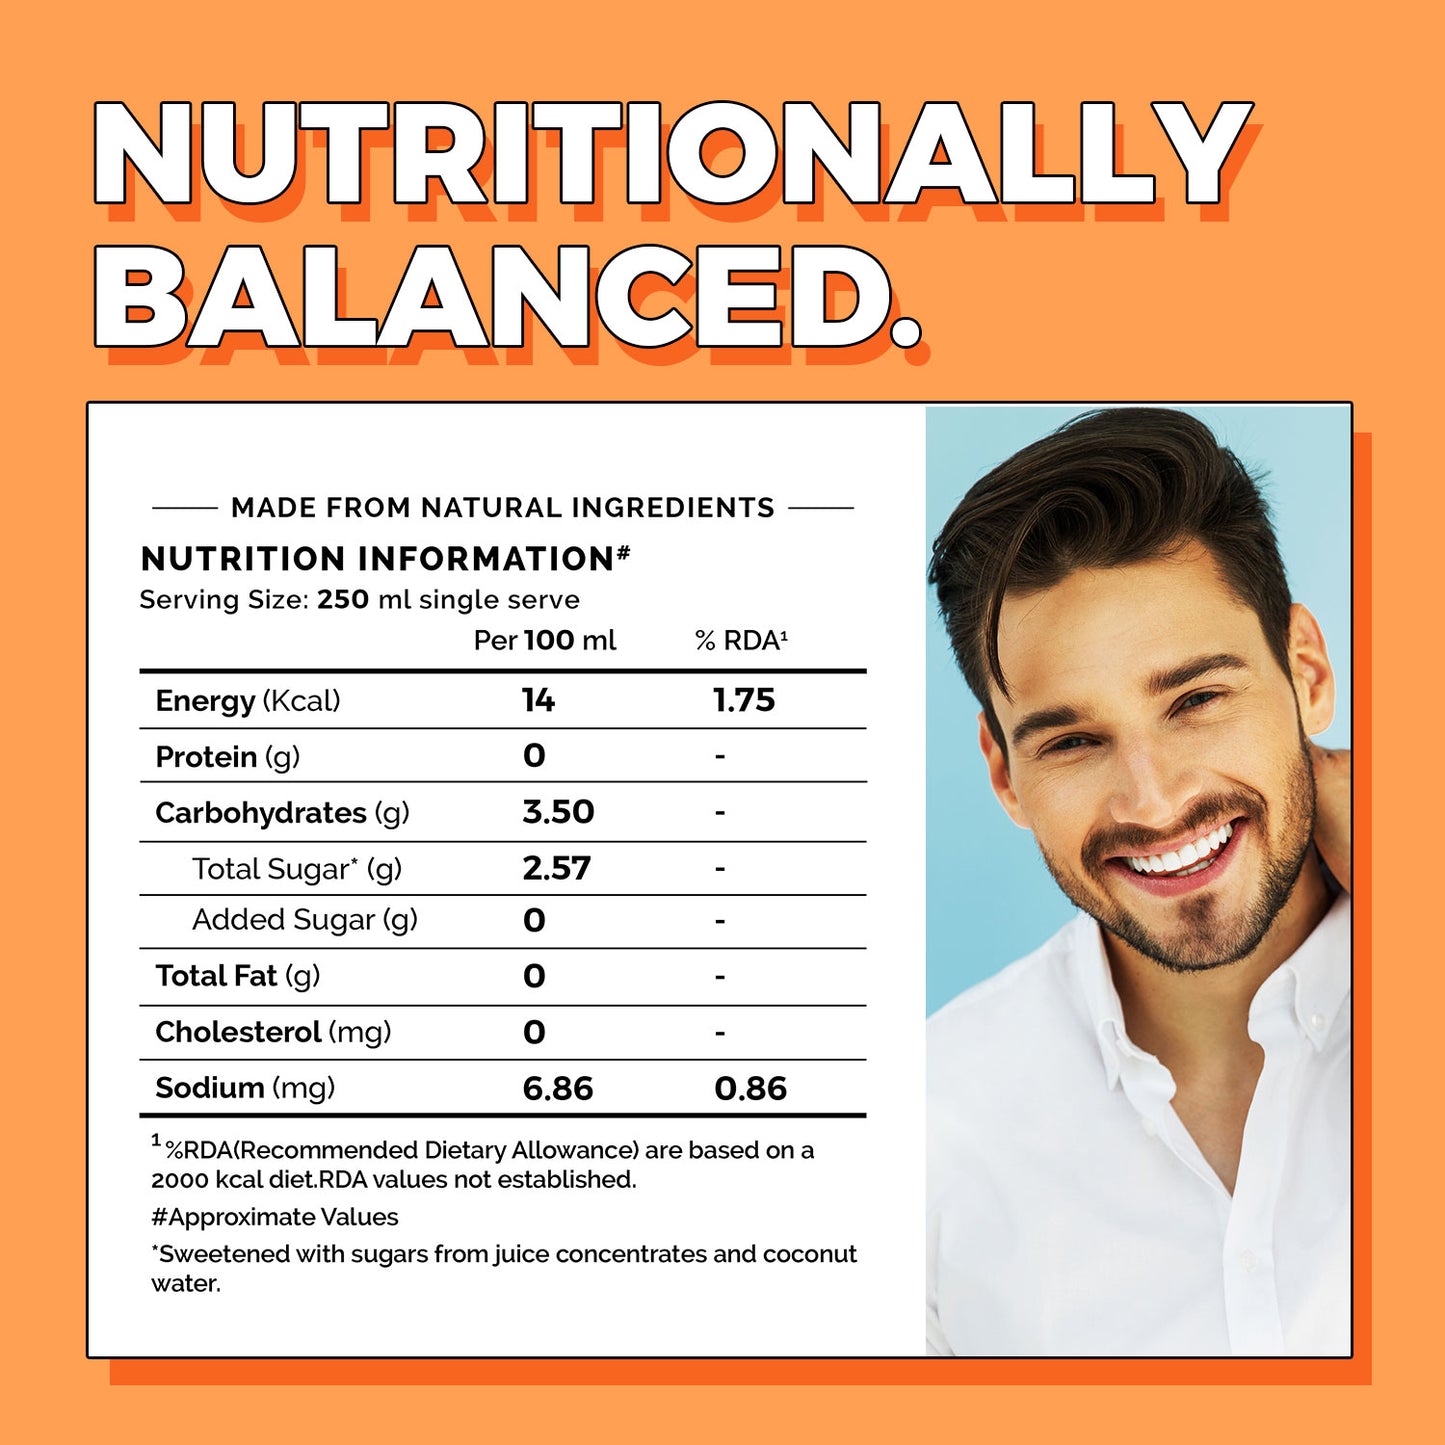 NUTRITIONALLY
BALANCED.
MADE FROM NATURAL INGREDIENTS
NUTRITION INFORMATION#
Serving Size: 250 ml single serve
Per 100 ml % RDA¹
Energy (Kcal) 14 1.75
Protein (g) 0 -
Carbohydrates (g) 3.50 -
Total Sugar* (g) 2.57 -
Added Sugar (g) 0 -
Total Fat (g) 0 -
Cholesterol (mg) 0 -
Sodium (mg) 6.86 0.86
¹ %RDA(Recommended Dietary Allowance) are based on a
2000 kcal diet.RDA values not established.
#Approximate Values
*Sweetened with sugars from juice concentrates and coconut
water.